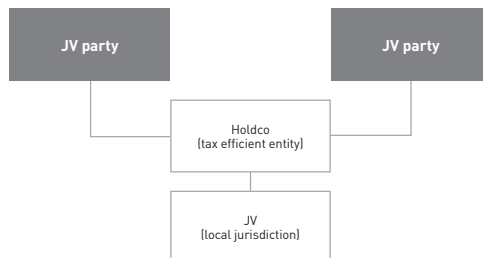 JV party
JV party
Holdco
(tax efficient entity)
JV
(local jurisdiction)